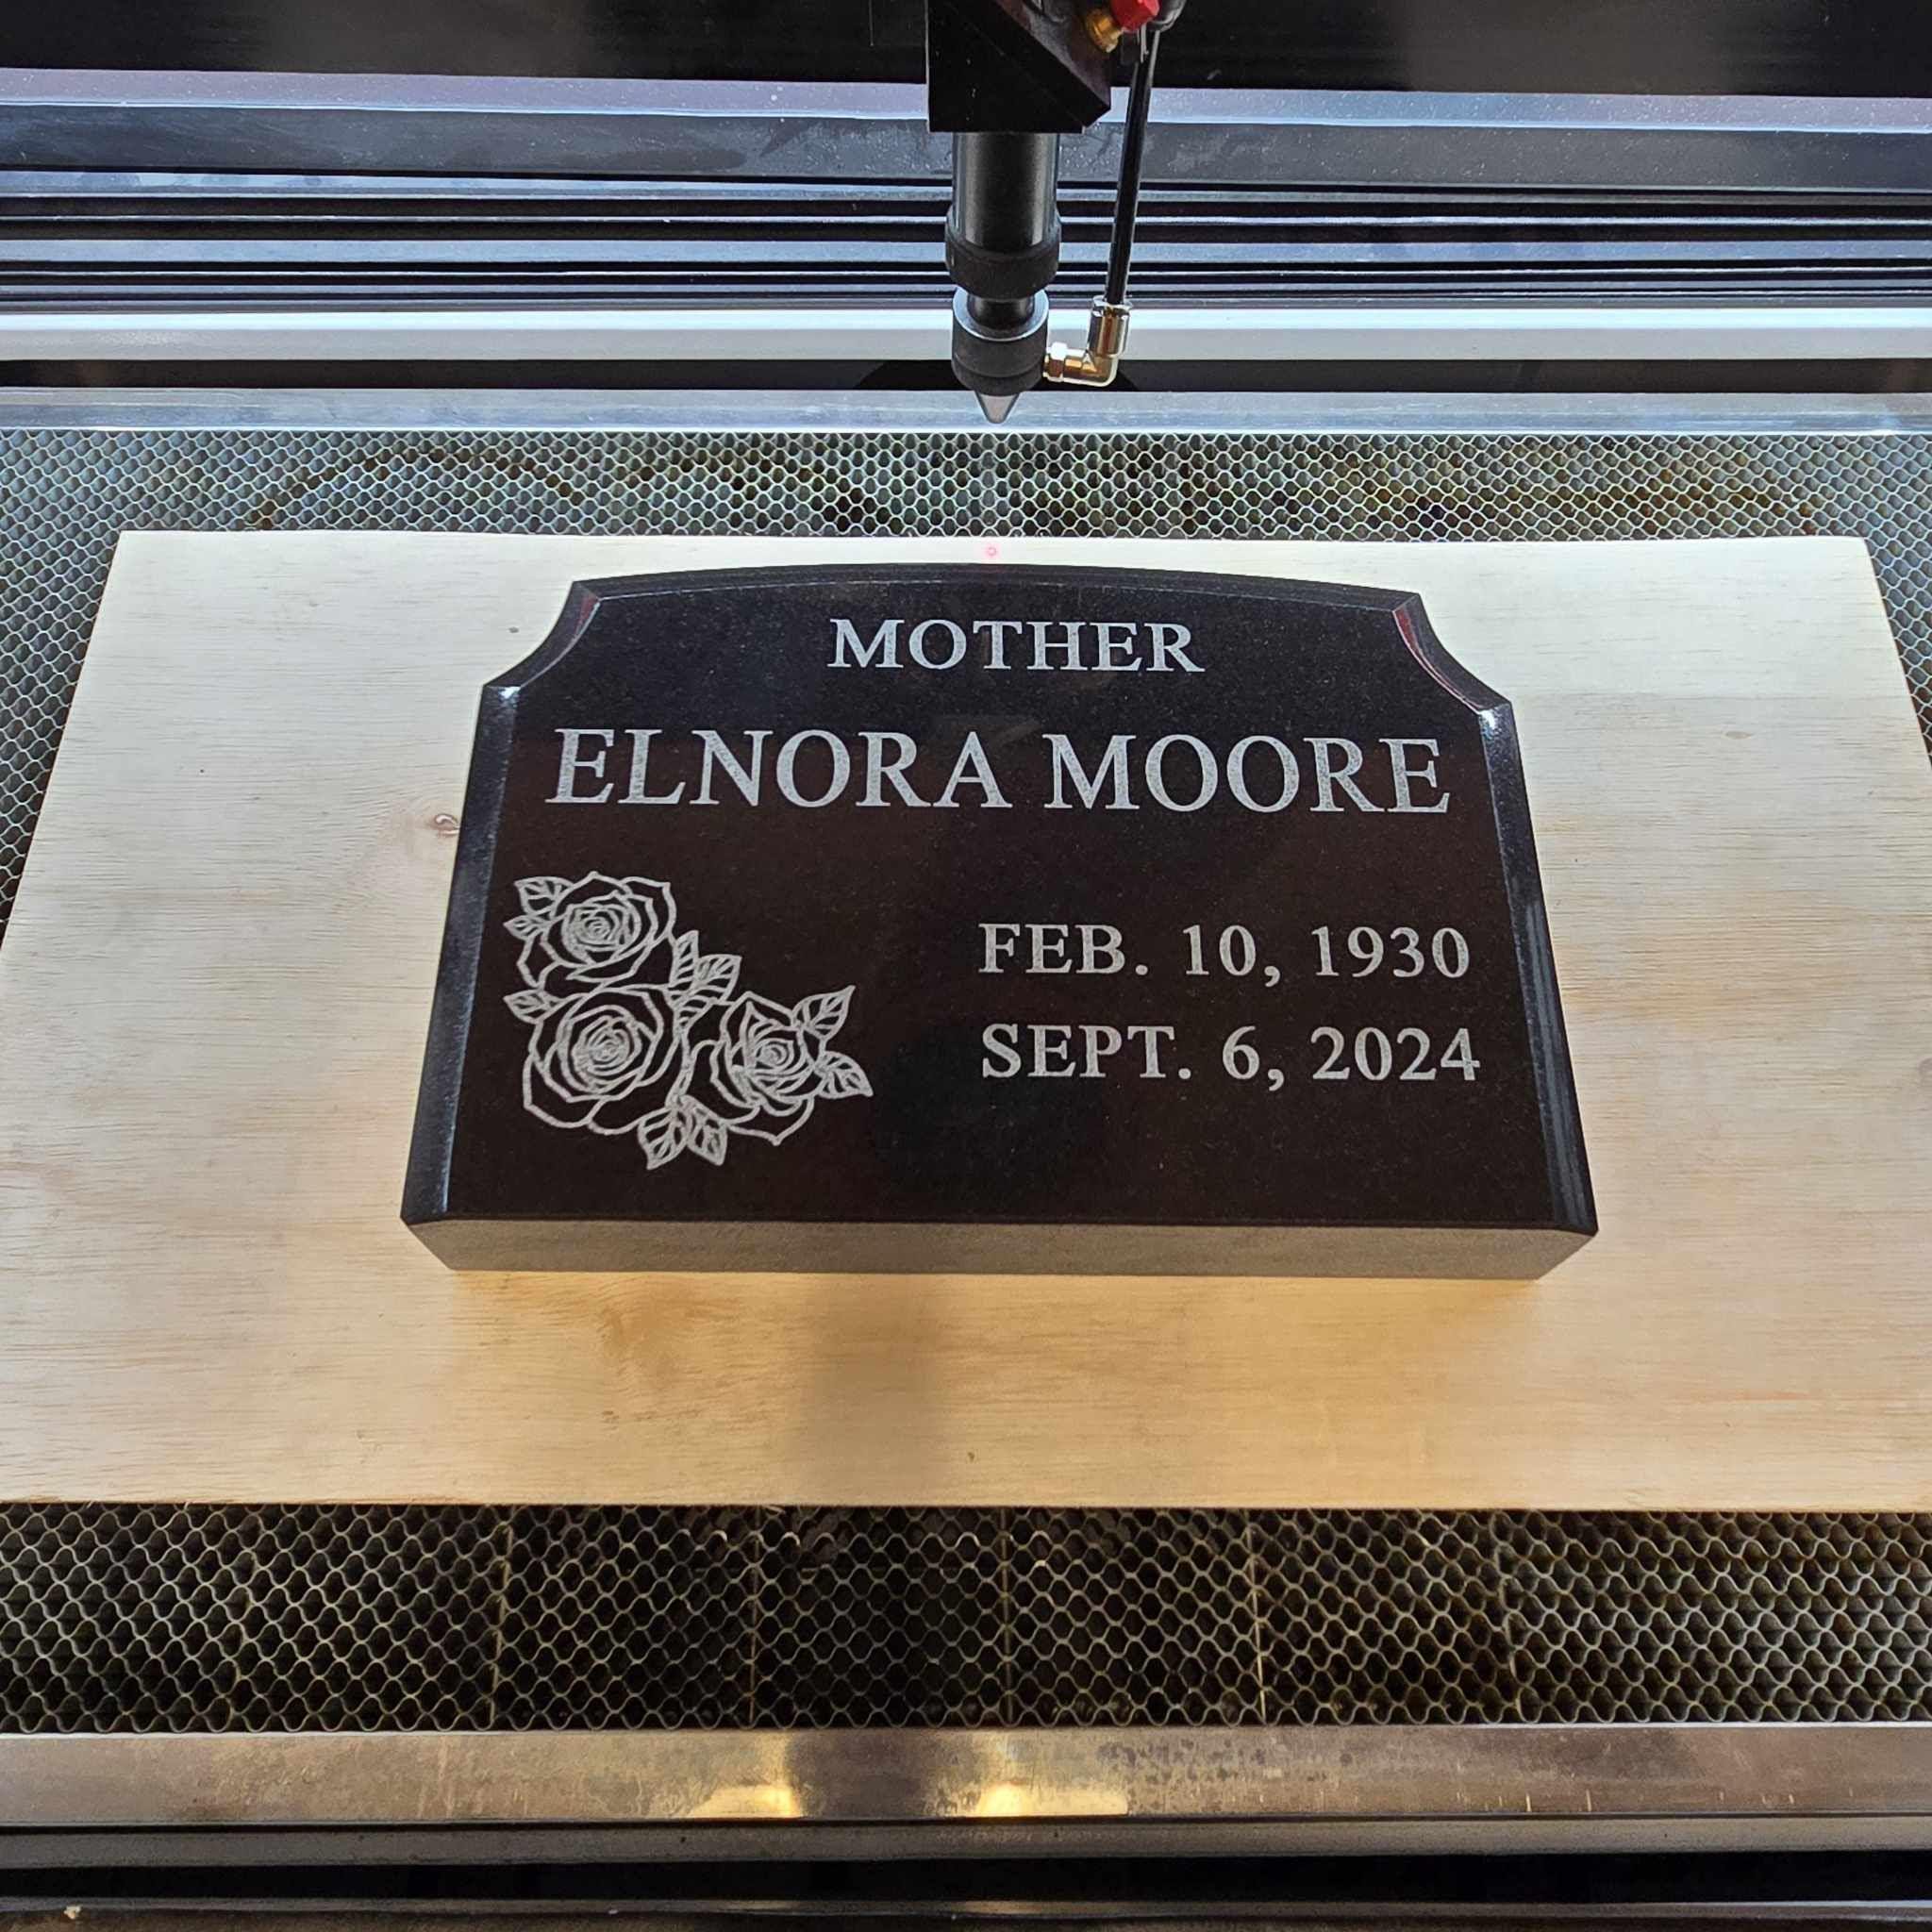 MOTHER
ELNORA MOORE
FEB. 10, 1930
SEPT. 6, 2024